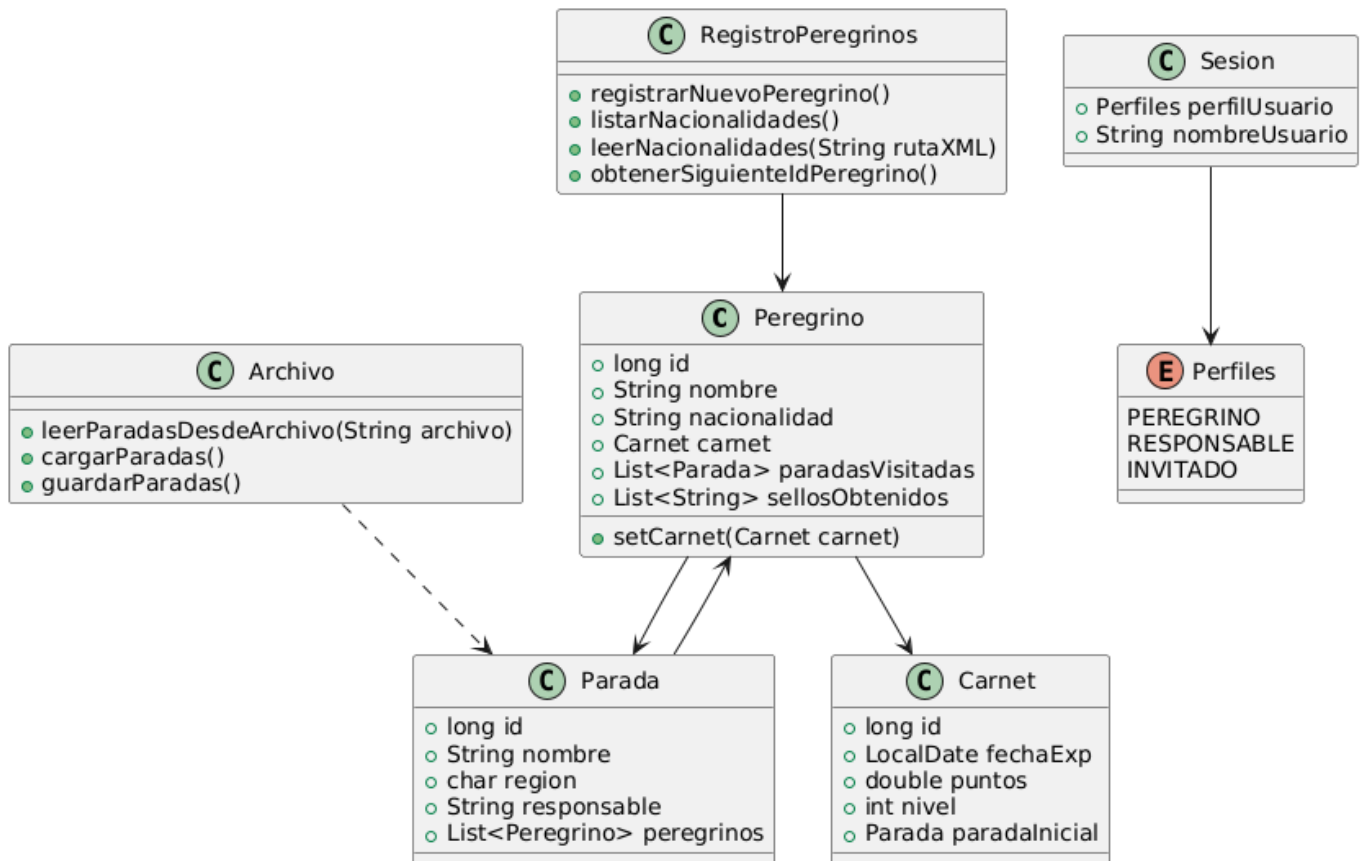 C RegistroPeregrinos
registrarNuevoPeregrino()
listarNacionalidades()
leerNacionalidades(String rutaXML)
obtenerSiguienteIdPeregrino()
C Sesion
Perfiles perfilUsuario
String nombreUsuario
C Archivo
leerParadasDesdeArchivo(String archivo)
cargarParadas()
guardarParadas()
C Peregrino
long id
String nombre
String nacionalidad
Carnet carnet
List<Parada> paradasVisitadas
List<String> sellosObtenidos
setCarnet(Carnet carnet)
E Perfiles
PEREGRINO
RESPONSABLE
INVITADO
C Parada
long id
String nombre
char region
String responsable
List<Peregrino> peregrinos
C Carnet
long id
LocalDate fechaExp
double puntos
int nivel
Parada paradaInicial